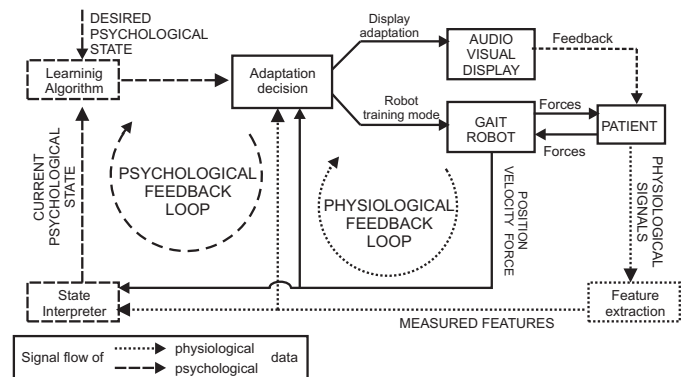 DESIRED
PSYCHOLOGICAL
STATE
Learninig
Algorithm
Adaptation
decision
Display
adaptation
AUDIO
VISUAL
DISPLAY
Feedback
Robot
training mode
GAIT
ROBOT
Forces
Forces
PATIENT
CURRENT
PSYCHOLOGICAL
STATE
PSYCHOLOGICAL
FEEDBACK
LOOP
PHYSIOLOGICAL
FEEDBACK
LOOP
POSITION
VELOCITY FORCE
PHYSIOLOGICAL
SIGNALS
State
Interpreter
Feature
extraction
MEASURED FEATURES
Signal flow of
physiological
psychological
data